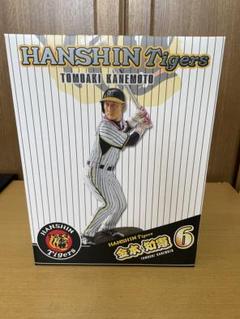 HANSHIN Tigers
TOMOAKI KANEMOTO
HANSHIN
Tigers
HANSHIN Tigers
金本 知憲
6
TOMOAKI KANEMOTO